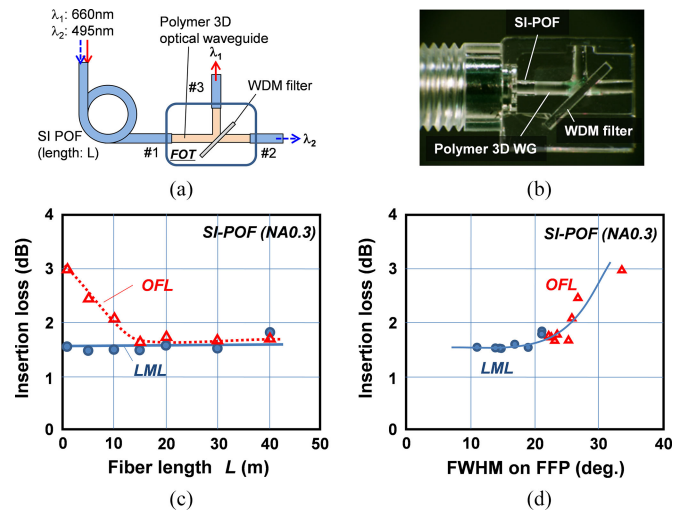 λ1: 660nm
λ2: 495nm
Polymer 3D
optical waveguide
λ1
#3
WDM filter
SI POF
(length: L)
#1
FOT
#2
λ2
(a)
SI-POF
WDM filter
Polymer 3D WG
(b)
4
3
2
1
0
Insertion loss (dB)
SI-POF (NA0.3)
OFL
LML
0
10
20
30
40
50
Fiber length L (m)
(c)
4
3
2
1
0
Insertion loss (dB)
SI-POF (NA0.3)
OFL
LML
0
10
20
30
40
FWHM on FFP (deg.)
(d)